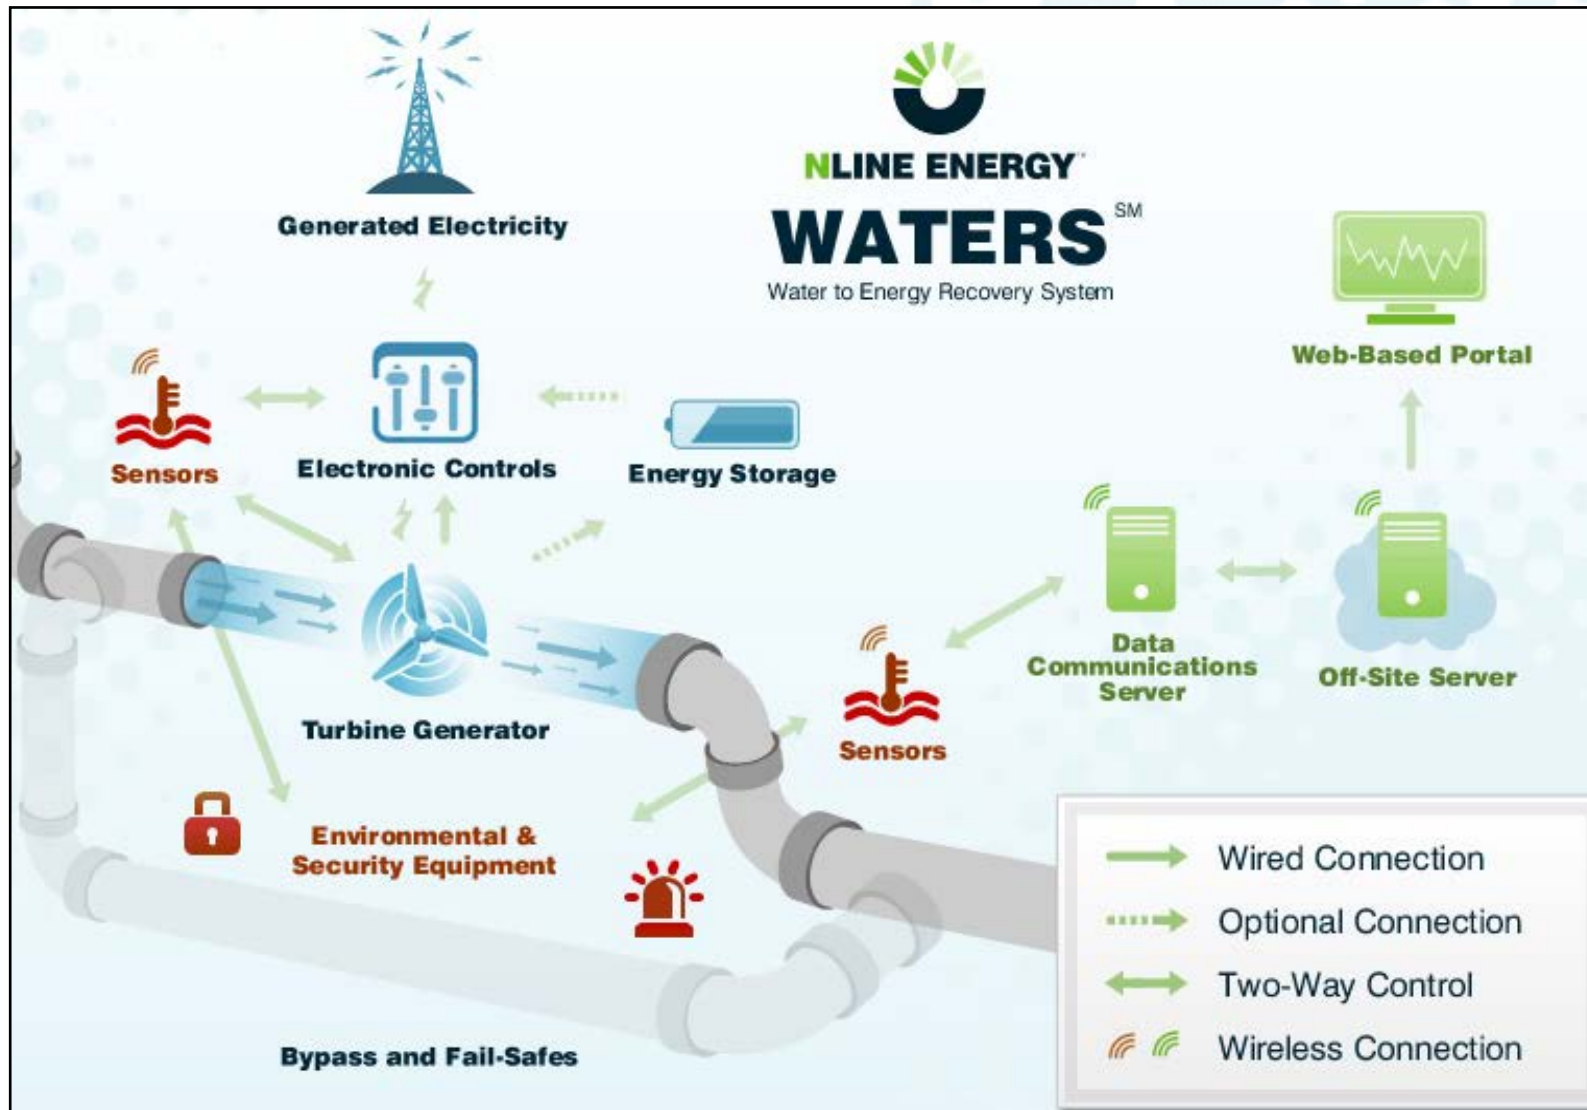 NLINE ENERGY™
WATERS SM
Water to Energy Recovery System
Generated Electricity
Web-Based Portal
Sensors
Electronic Controls
Energy Storage
Data
Communications
Server
Off-Site Server
Turbine Generator
Sensors
Environmental &
Security Equipment
Bypass and Fail-Safes
Wired Connection
Optional Connection
Two-Way Control
Wireless Connection